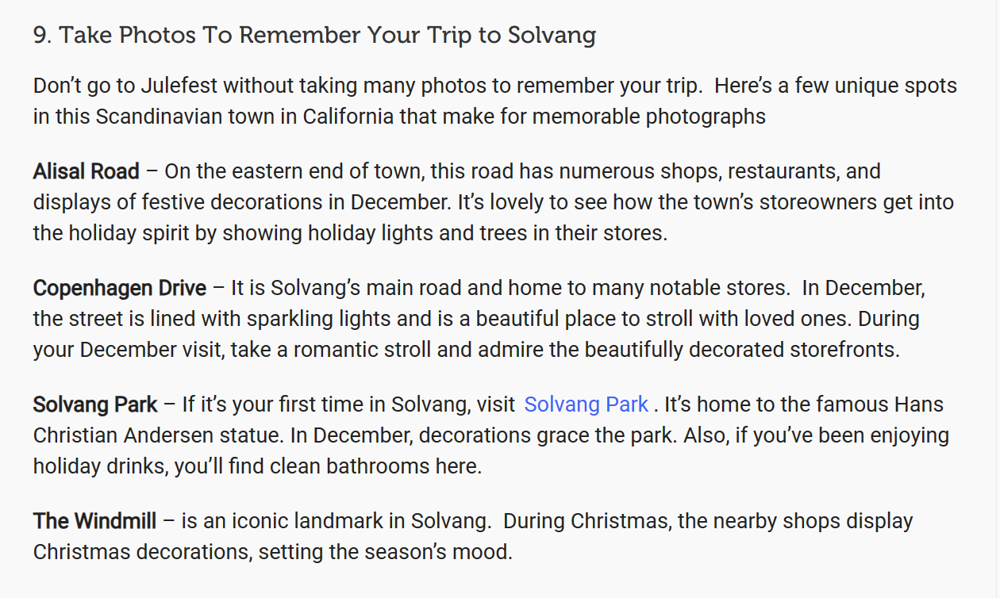 9. Take Photos To Remember Your Trip to Solvang
Don’t go to Julefest without taking many photos to remember your trip.  Here’s a few unique spots
in this Scandinavian town in California that make for memorable photographs
Alisal Road – On the eastern end of town, this road has numerous shops, restaurants, and
displays of festive decorations in December. It’s lovely to see how the town’s storeowners get into
the holiday spirit by showing holiday lights and trees in their stores.
Copenhagen Drive – It is Solvang’s main road and home to many notable stores.  In December,
the street is lined with sparkling lights and is a beautiful place to stroll with loved ones. During
your December visit, take a romantic stroll and admire the beautifully decorated storefronts.
Solvang Park – If it’s your first time in Solvang, visit  Solvang Park . It’s home to the famous Hans
Christian Andersen statue. In December, decorations grace the park. Also, if you’ve been enjoying
holiday drinks, you’ll find clean bathrooms here.
The Windmill – is an iconic landmark in Solvang.  During Christmas, the nearby shops display
Christmas decorations, setting the season’s mood.